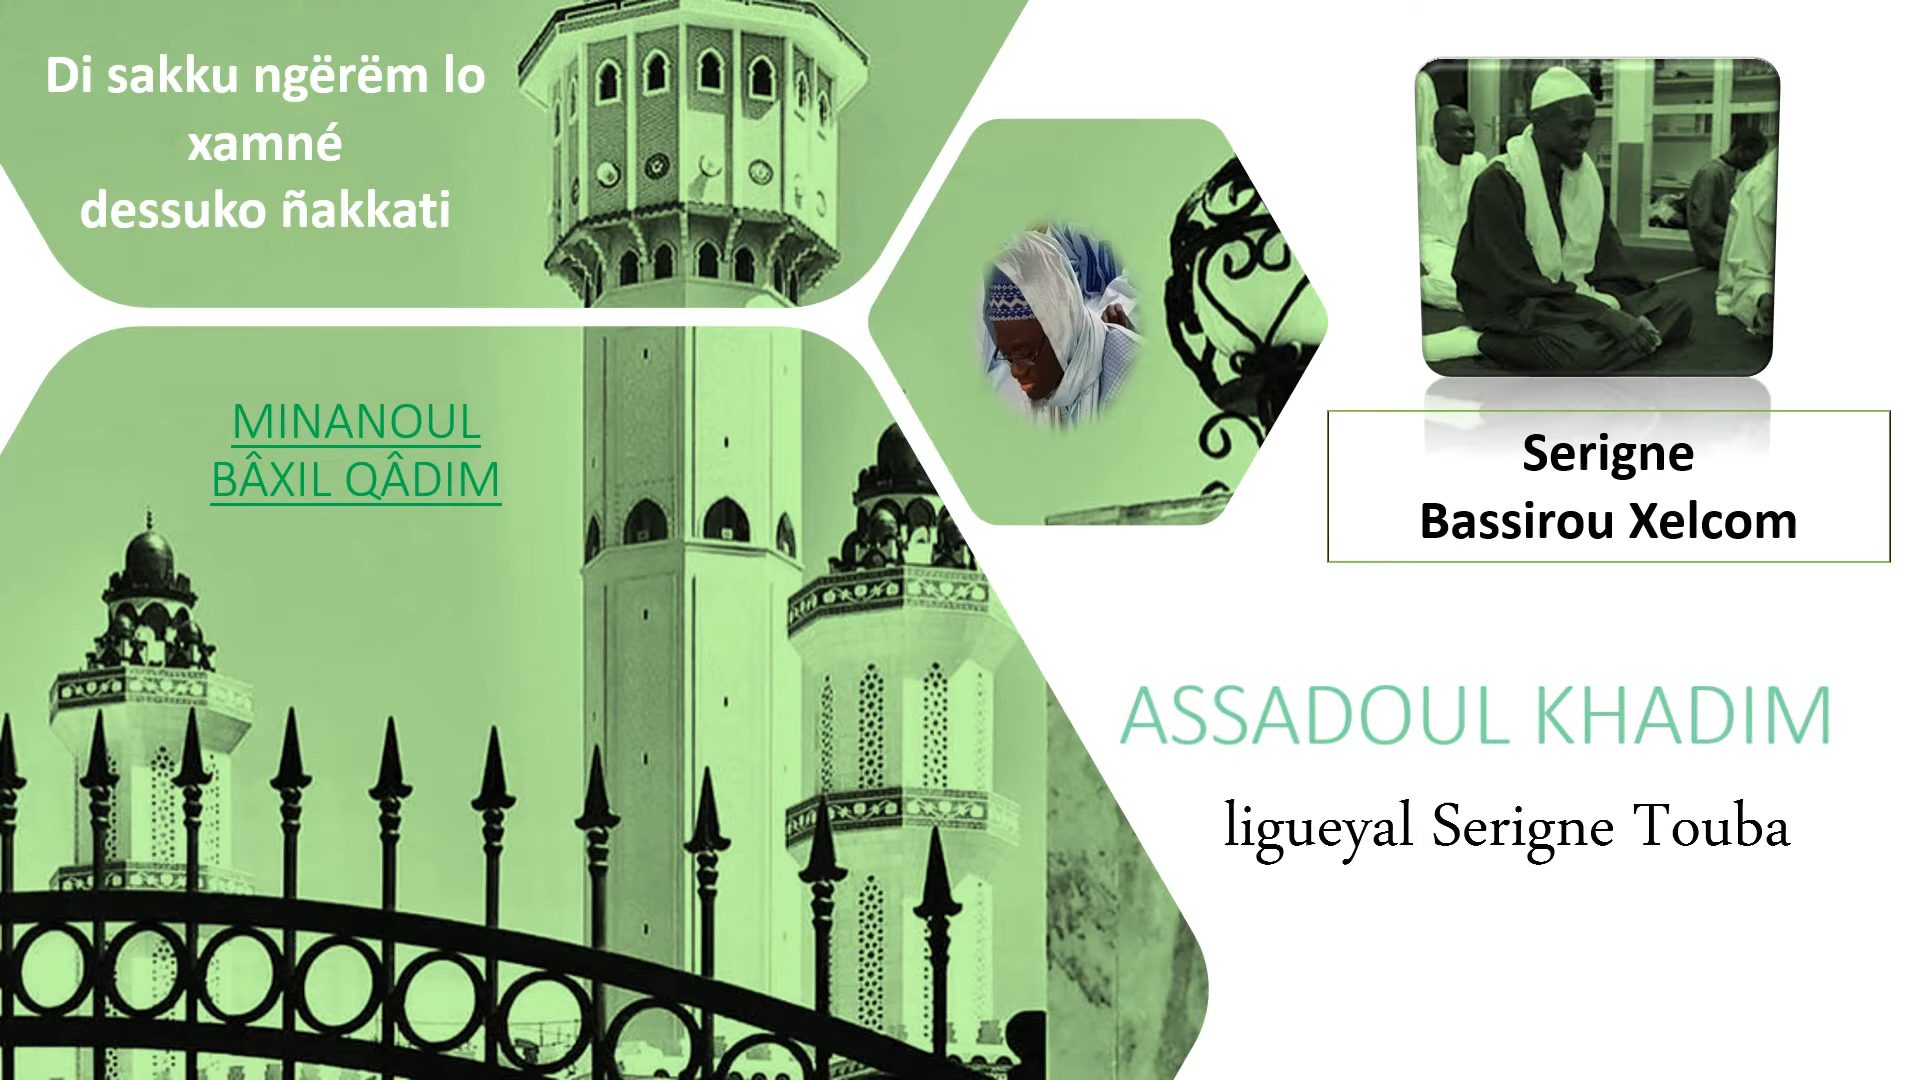 Di sakku ngërëm lo
xamné
dessuko ñakkati
MINANOUL
BÂXIL QÂDIM
Serigne
Bassirou Xelcom
ASSADOUL KHADIM
ligueyal Serigne Touba